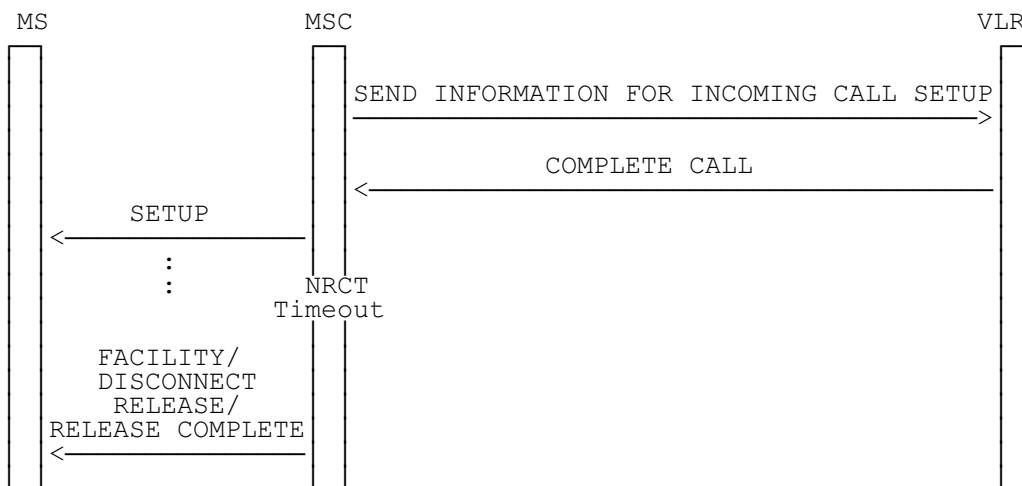 MS MSC VLR
SEND INFORMATION FOR INCOMING CALL SETUP
COMPLETE CALL
SETUP
:
:
NRCT
Timeout
FACILITY/
DISCONNECT
RELEASE/
RELEASE COMPLETE